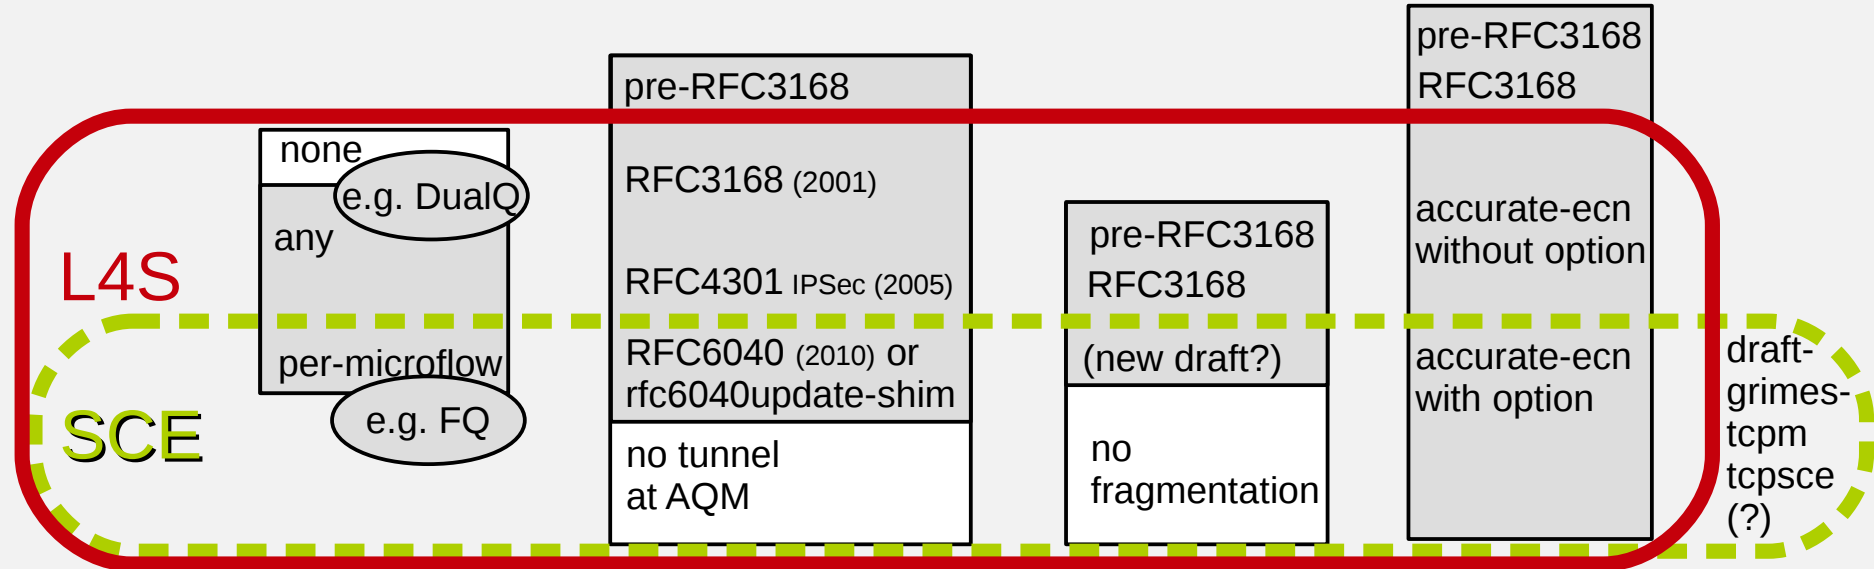 L4S
SCE
none
e.g. DualQ
any
per-microflow
e.g. FQ
pre-RFC3168
RFC3168 (2001)
RFC4301 IPSec (2005)
RFC6040 (2010) or
rfc6040update-shim
no tunnel
at AQM
pre-RFC3168
RFC3168
(new draft?)
no
fragmentation
pre-RFC3168
RFC3168
accurate-ecn
without option
accurate-ecn
with option
draft-
grimes-
tcpm
tcpsce
(?)